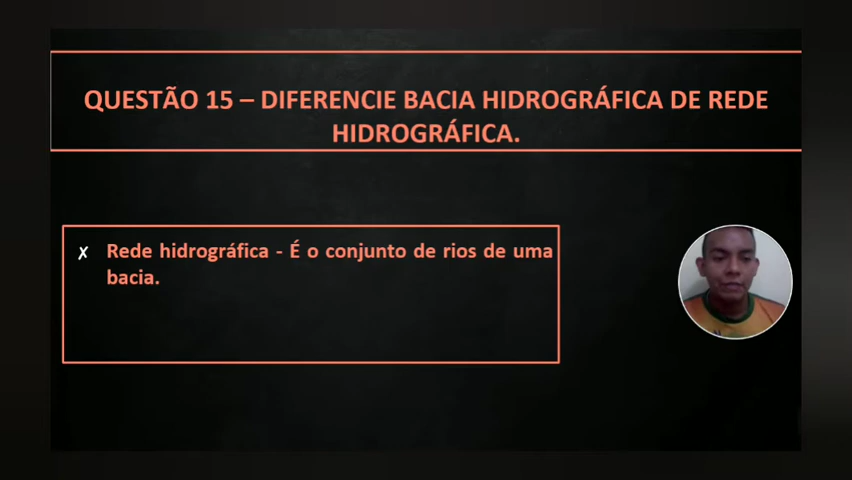 QUESTÃO 15 – DIFERENCIE BACIA HIDROGRÁFICA DE REDE
HIDROGRÁFICA.
✗ Rede hidrográfica - É o conjunto de rios de uma
bacia.